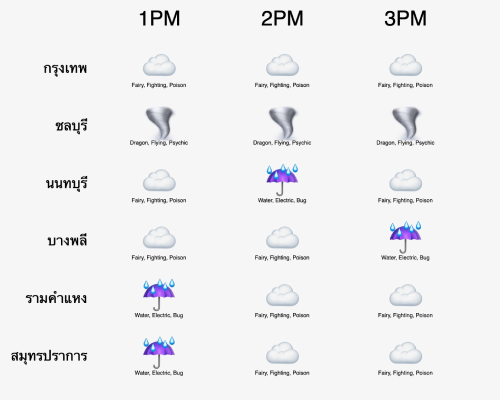 1PM 2PM 3PM
กรุงเทพ
Fairy, Fighting, Poison Fairy, Fighting, Poison Fairy, Fighting, Poison
ชลบุรี
Dragon, Flying, Psychic Dragon, Flying, Psychic Dragon, Flying, Psychic
นนทบุรี
Fairy, Fighting, Poison Water, Electric, Bug Fairy, Fighting, Poison
บางพลี
Fairy, Fighting, Poison Fairy, Fighting, Poison Water, Electric, Bug
รามคำแหง
Water, Electric, Bug Fairy, Fighting, Poison Fairy, Fighting, Poison
สมุทรปราการ
Water, Electric, Bug Fairy, Fighting, Poison Fairy, Fighting, Poison